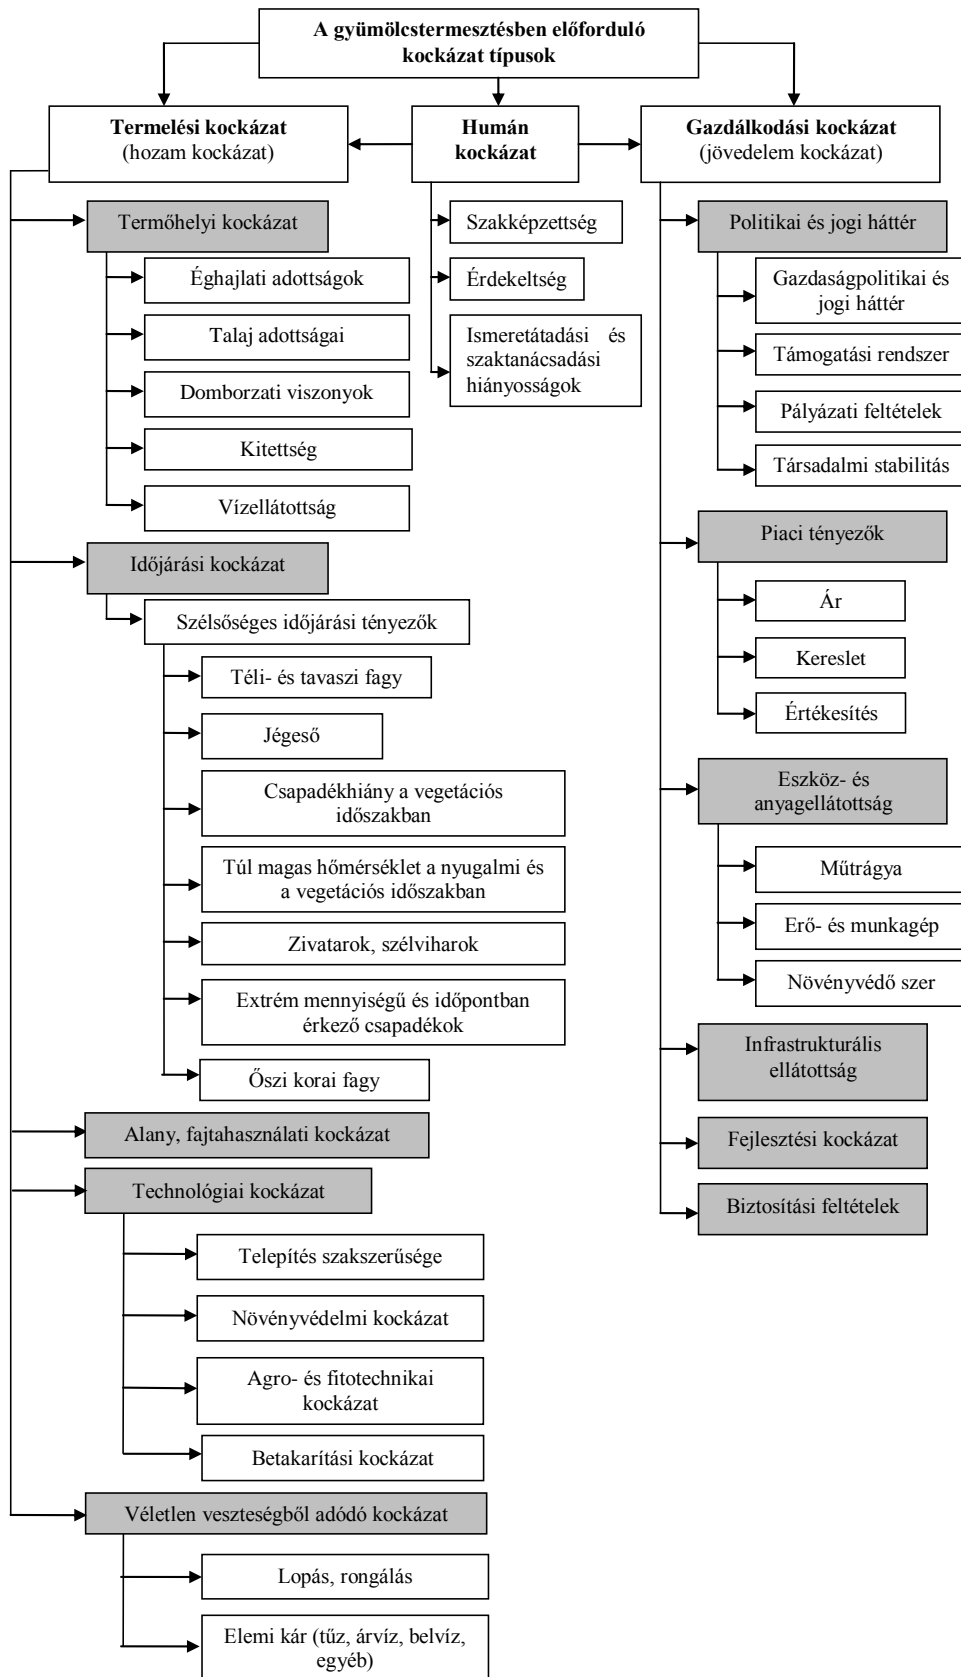 A gyümölcstermesztésben előforduló
kockázat típusok
Termelési kockázat
(hozam kockázat)
Humán
kockázat
Gazdálkodási kockázat
(jövedelem kockázat)
Termőhelyi kockázat
Éghajlati adottságok
Talaj adottságai
Domborzati viszonyok
Kitettség
Vízellátottság
Időjárási kockázat
Szélsőséges időjárási tényezők
Téli- és tavaszi fagy
Jégeső
Csapadékhiány a vegetációs
időszakban
Túl magas hőmérséklet a nyugalmi és
a vegetációs időszakban
Zivatarok, szélviharok
Extrém mennyiségű és időpontban
érkező csapadékok
Őszi korai fagy
Alany, fajtahasználati kockázat
Technológiai kockázat
Telepítés szakszerűsége
Növényvédelmi kockázat
Agro- és fitotechnikai
kockázat
Betakarítási kockázat
Véletlen veszteségből adódó kockázat
Lopás, rongálás
Elemi kár (tűz, árvíz, belvíz,
egyéb)
Szakképzettség
Érdekeltség
Ismeretátadási és
szaktanácsadási
hiányosságok
Politikai és jogi háttér
Gazdaságpolitikai és
jogi háttér
Támogatási rendszer
Pályázati feltételek
Társadalmi stabilitás
Piaci tényezők
Ár
Kereslet
Értékesítés
Eszköz- és
anyagellátottság
Műtrágya
Erő- és munkagép
Növényvédő szer
Infrastrukturális
ellátottság
Fejlesztési kockázat
Biztosítási feltételek